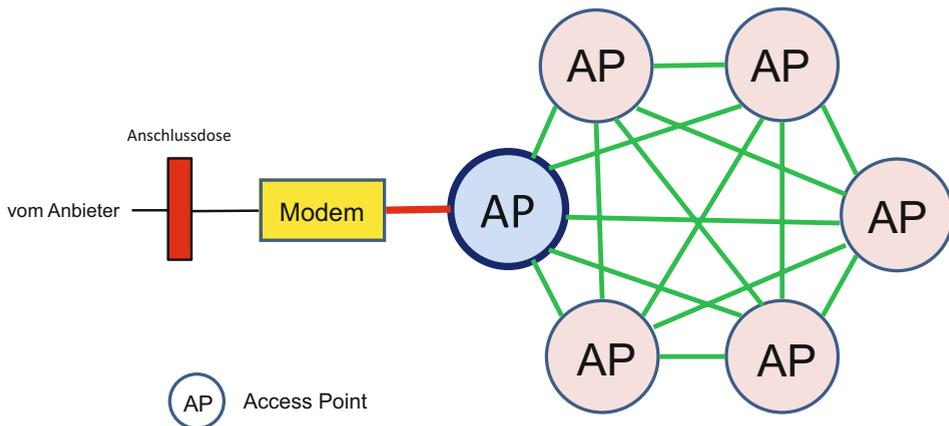 AP
AP
Anschlussdose
vom Anbieter
Modem
AP
AP
AP
AP
AP
Access Point